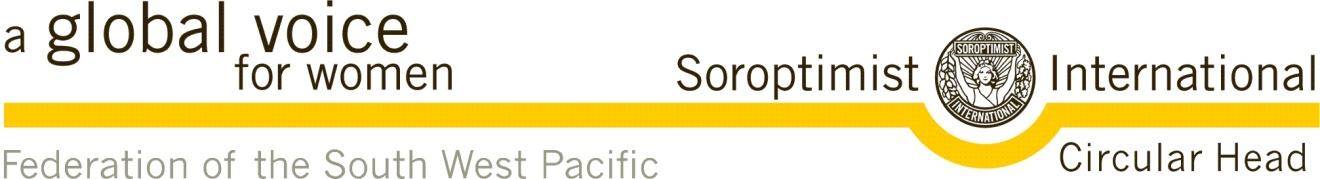 a global voice
for women
Soroptimist International
SOROPTIMIST
INTERNATIONAL
Federation of the South West Pacific
Circular Head